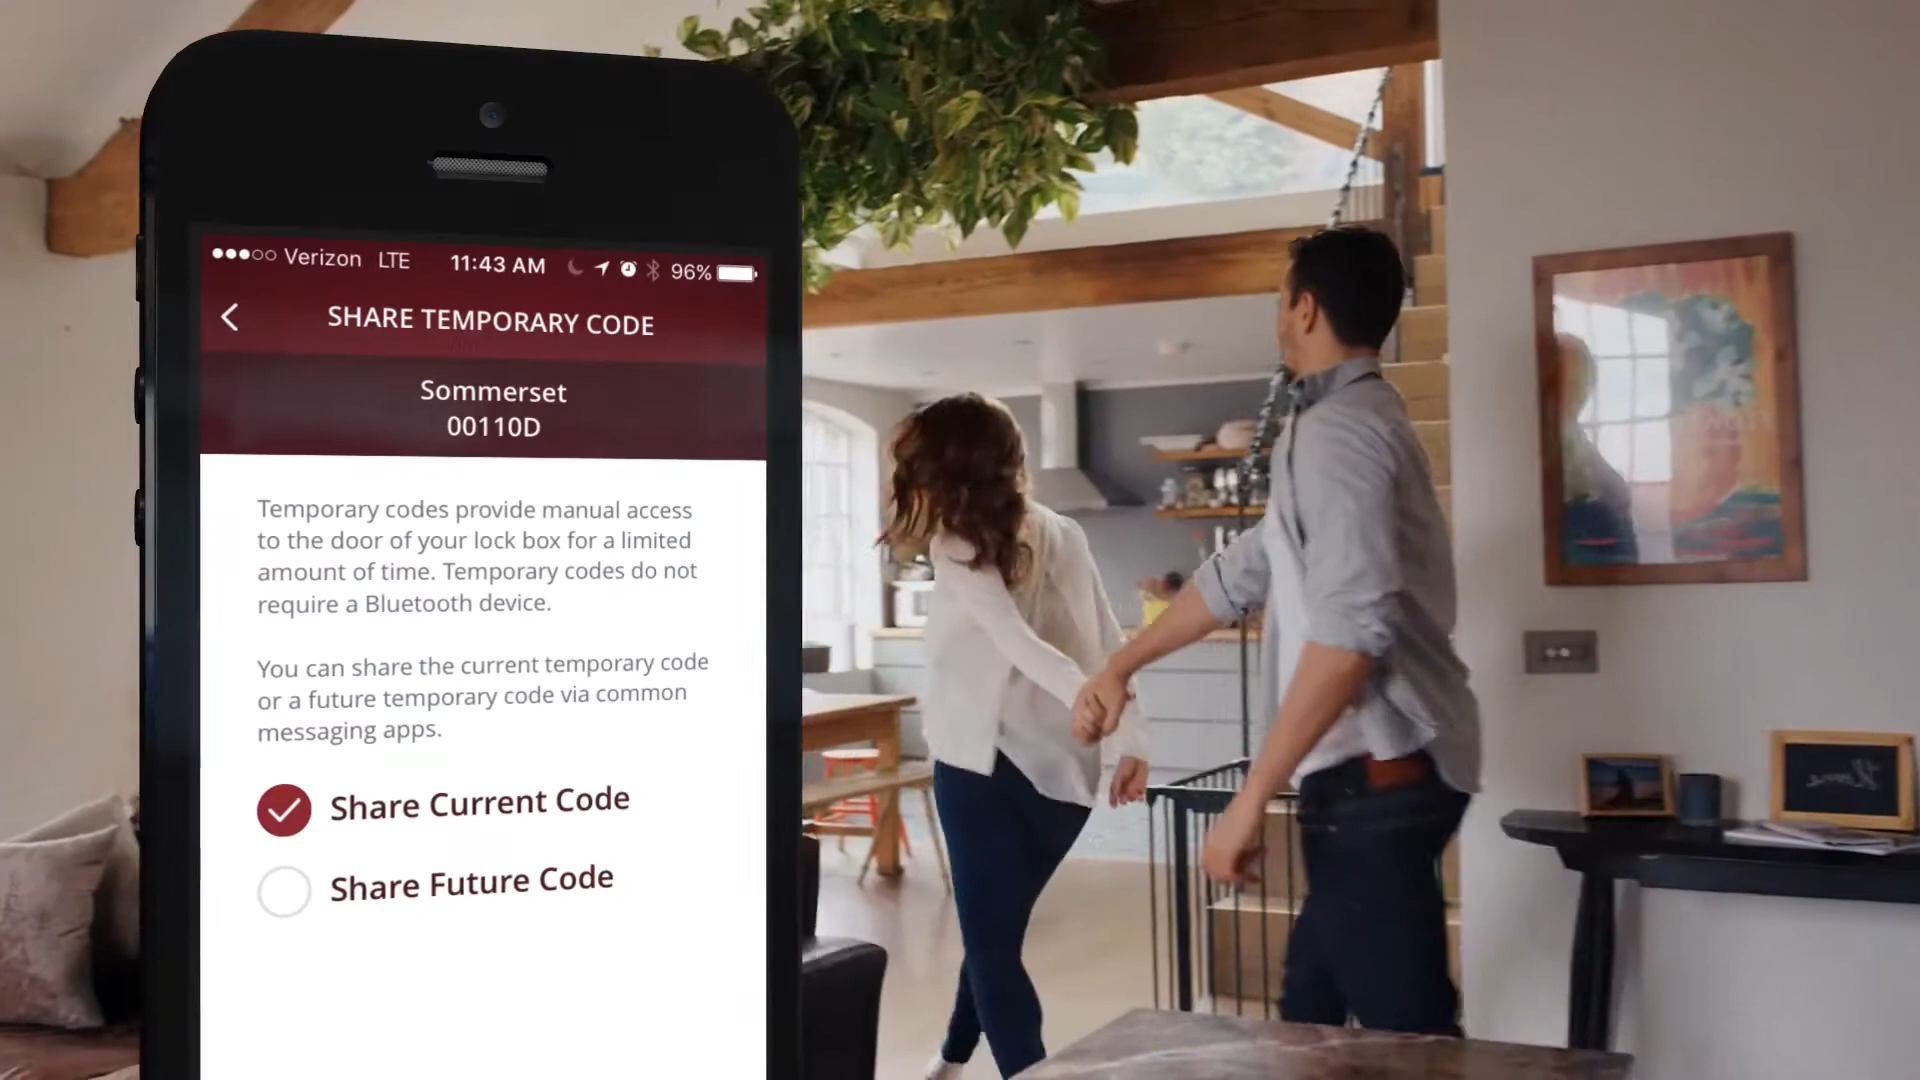 Verizon LTE 11:43 AM 96%
SHARE TEMPORARY CODE
Sommerset
00110D
Temporary codes provide manual access
to the door of your lock box for a limited
amount of time. Temporary codes do not
require a Bluetooth device.
You can share the current temporary code
or a future temporary code via common
messaging apps.
Share Current Code
Share Future Code